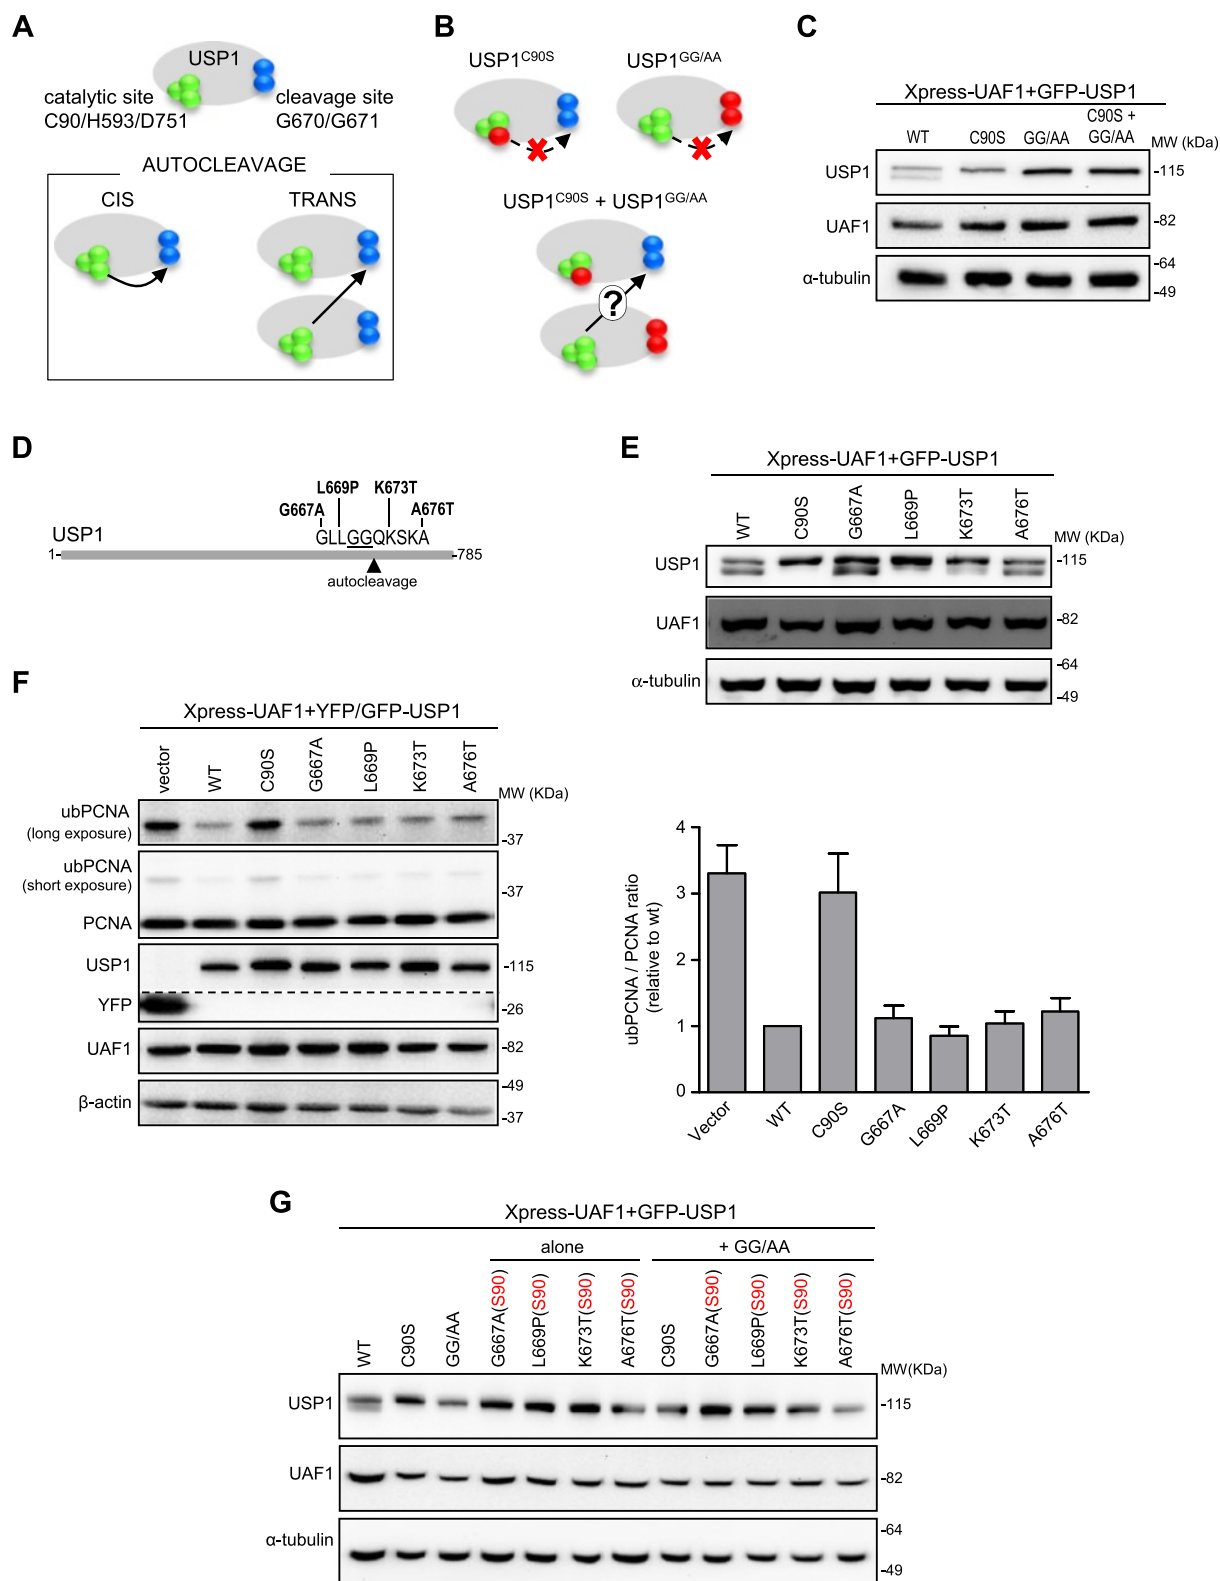 A
USP1
catalytic site
C90/H593/D751
cleavage site
G670/G671
AUTOCLEAVAGE
CIS
TRANS
B
USP1C90S
USP1GG/AA
USP1C90S + USP1GG/AA
?
C
Xpress-UAF1+GFP-USP1
WT
C90S
GG/AA
C90S +
GG/AA
MW (kDa)
USP1
-115
UAF1
-82
α-tubulin
-64
-49
D
L669P
K673T
G667A
A676T
GLLGGQKSKA
USP1
1-
-785
autocleavage
E
Xpress-UAF1+GFP-USP1
WT
C90S
G667A
L669P
K673T
A676T
MW (KDa)
USP1
-115
UAF1
-82
α-tubulin
-64
-49
F
Xpress-UAF1+YFP/GFP-USP1
vector
WT
C90S
G667A
L669P
K673T
A676T
MW (KDa)
ubPCNA
(long exposure)
-37
ubPCNA
(short exposure)
-37
PCNA
USP1
-115
YFP
-26
UAF1
-82
β-actin
-49
-37
ubPCNA / PCNA ratio
(relative to wt)
4
3
2
1
0
Vector
WT
C90S
G667A
L669P
K673T
A676T
G
Xpress-UAF1+GFP-USP1
alone
+ GG/AA
WT
C90S
GG/AA
G667A(S90)
L669P(S90)
K673T(S90)
A676T(S90)
C90S
G667A(S90)
L669P(S90)
K673T(S90)
A676T(S90)
MW(KDa)
USP1
-115
UAF1
-82
α-tubulin
-64
-49